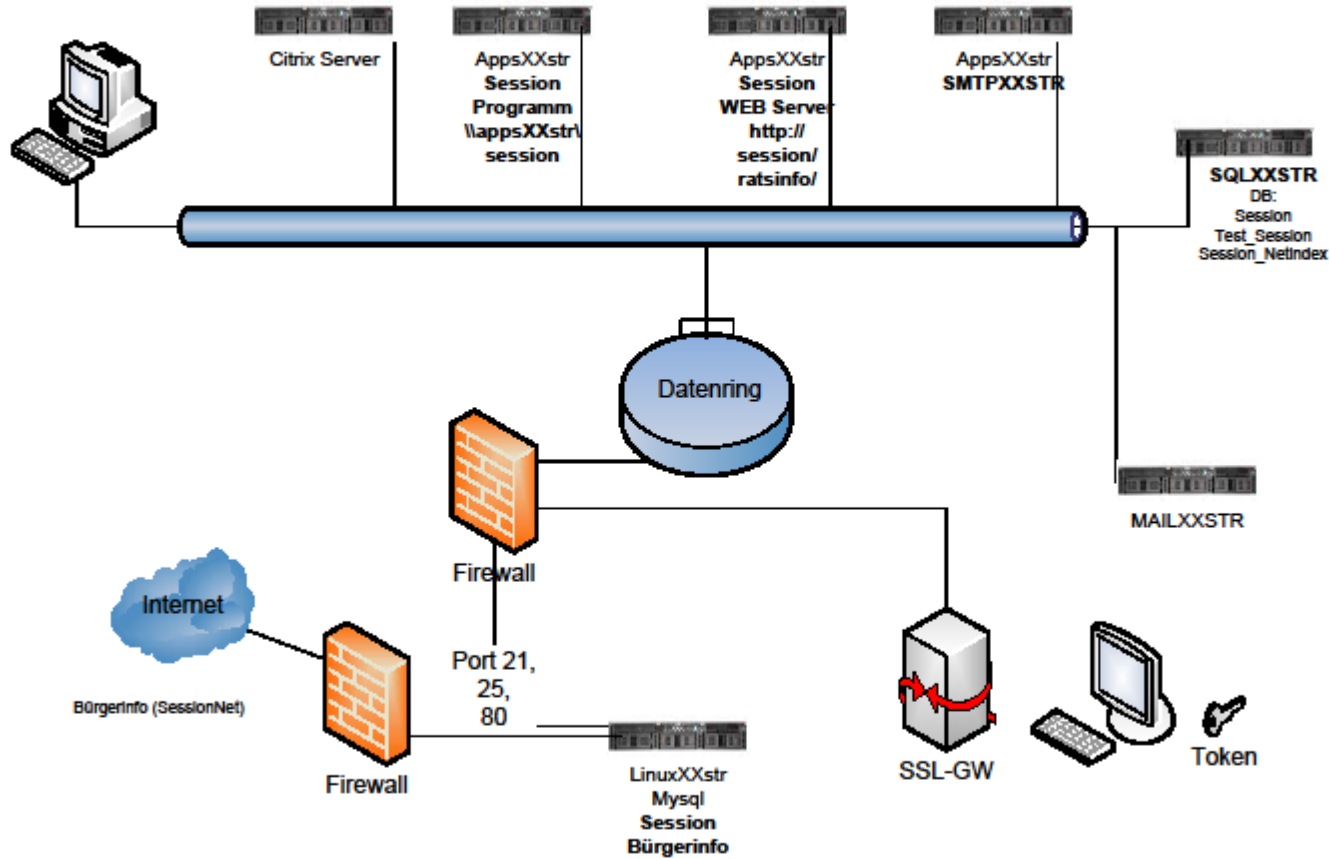 Citrix Server
AppsXXstr
Session
Programm
\\appsXXstr\
session
AppsXXstr
Session
WEB Server
http://
session/
ratsinfo/
AppsXXstr
SMTPXXSTR
SQLXXSTR
DB:
Session
Test_Session
Session_NetIndex
Datenring
MAILXXSTR
Firewall
Internet
Port 21,
25,
80
Bürgerinfo (SessionNet)
Firewall
LinuxXXstr
Mysql
Session
Bürgerinfo
SSL-GW
Token